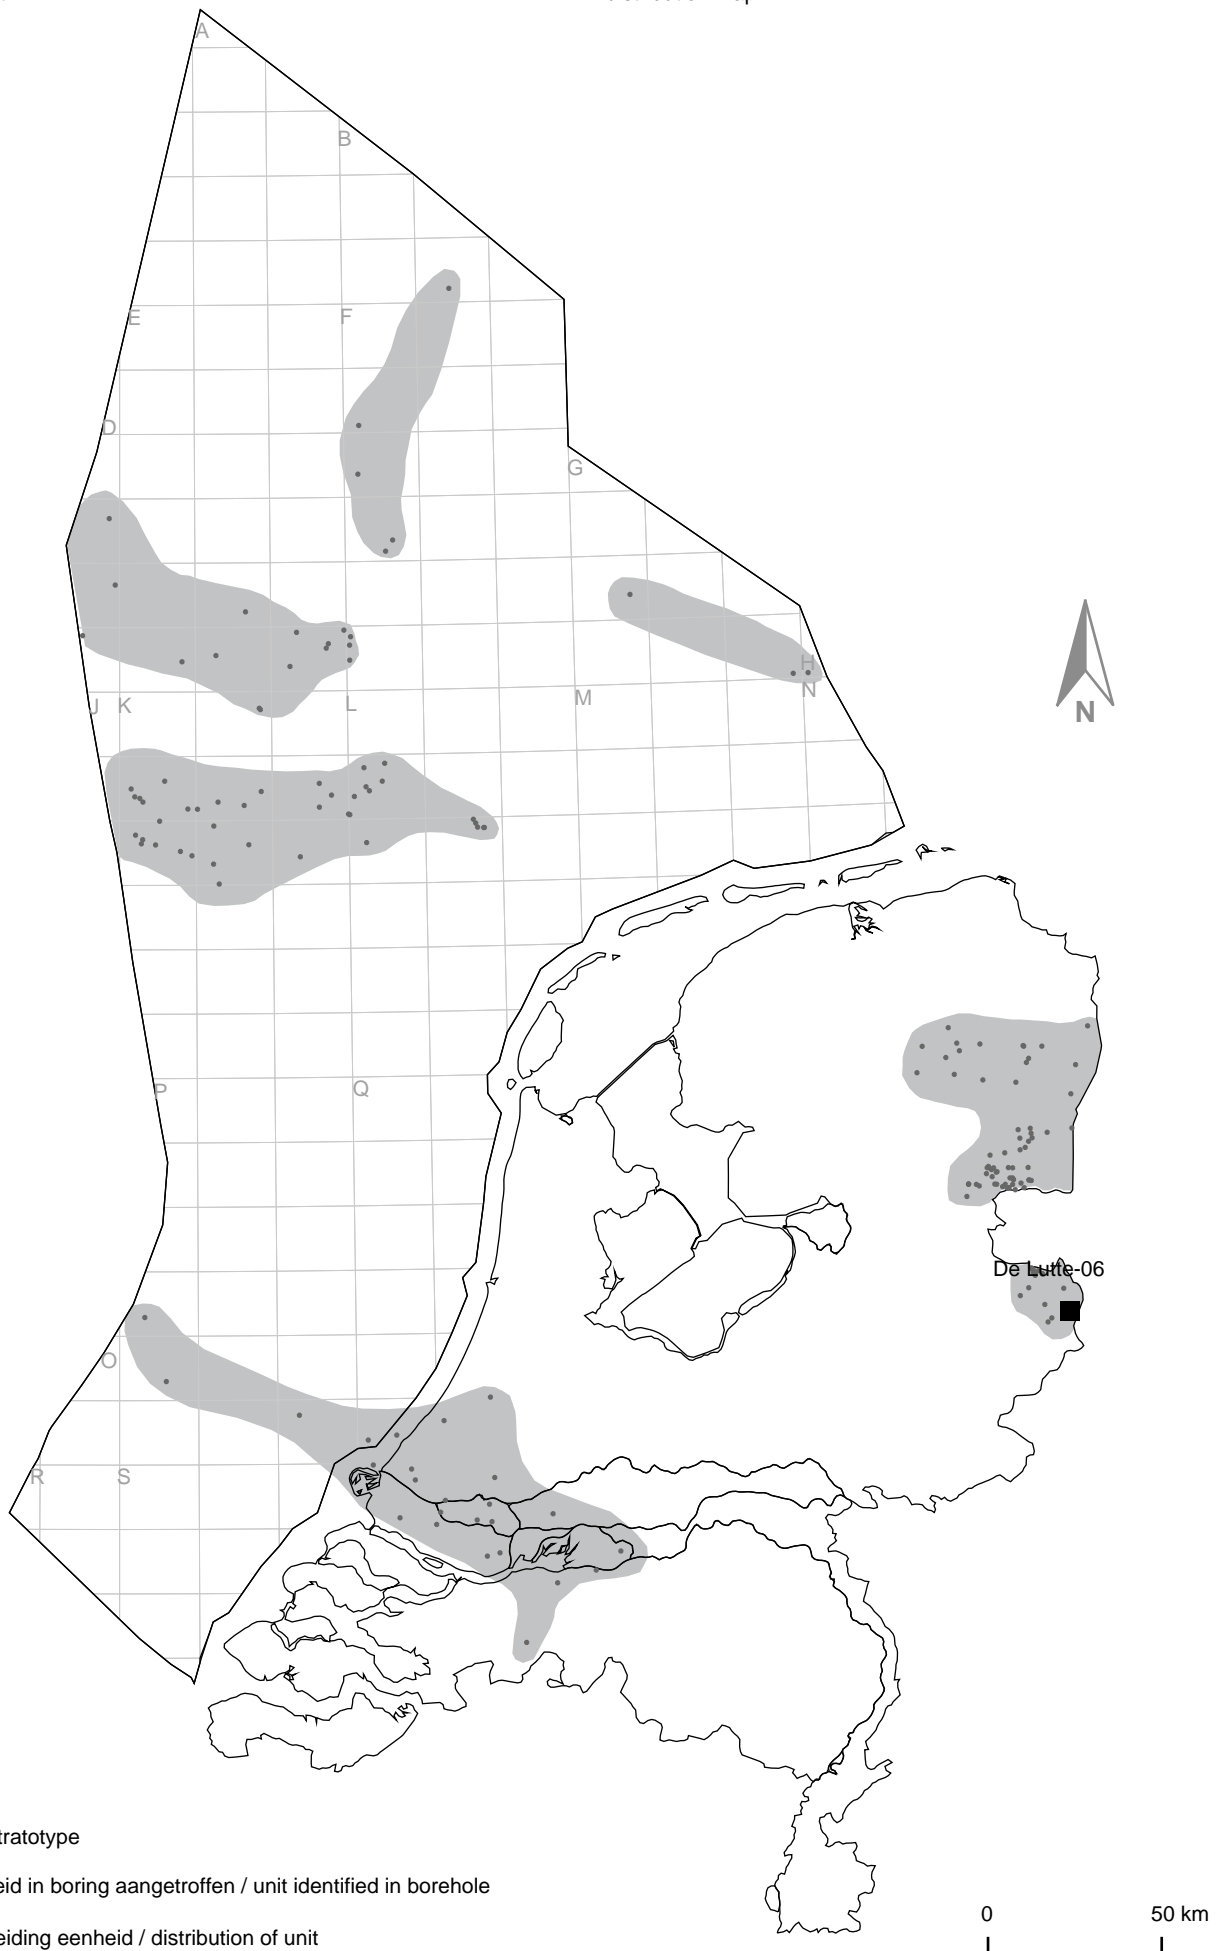 A
B
E
F
D
G
H
N
J K
L
M
N
P
Q
De Lutte-06
O
R
S
tratotype
eid in boring aangetroffen / unit identified in borehole
eiding eenheid / distribution of unit
0
50 km